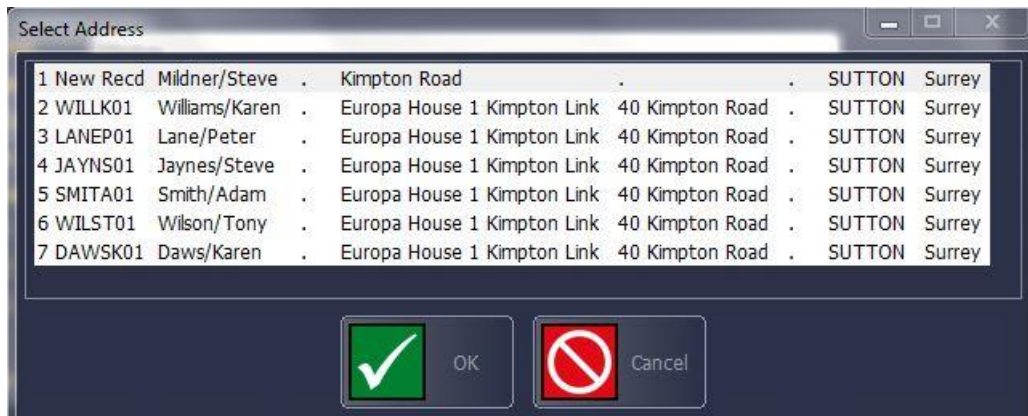 Select Address
1 New Recd Mildner/Steve . Kimpton Road . . SUTTON Surrey
2 WILLK01 Williams/Karen . Europa House 1 Kimpton Link 40 Kimpton Road . SUTTON Surrey
3 LANEP01 Lane/Peter . Europa House 1 Kimpton Link 40 Kimpton Road . SUTTON Surrey
4 JAYNS01 Jaynes/Steve . Europa House 1 Kimpton Link 40 Kimpton Road . SUTTON Surrey
5 SMITA01 Smith/Adam . Europa House 1 Kimpton Link 40 Kimpton Road . SUTTON Surrey
6 WILST01 Wilson/Tony . Europa House 1 Kimpton Link 40 Kimpton Road . SUTTON Surrey
7 DAWSK01 Daws/Karen . Europa House 1 Kimpton Link 40 Kimpton Road . SUTTON Surrey
OK Cancel